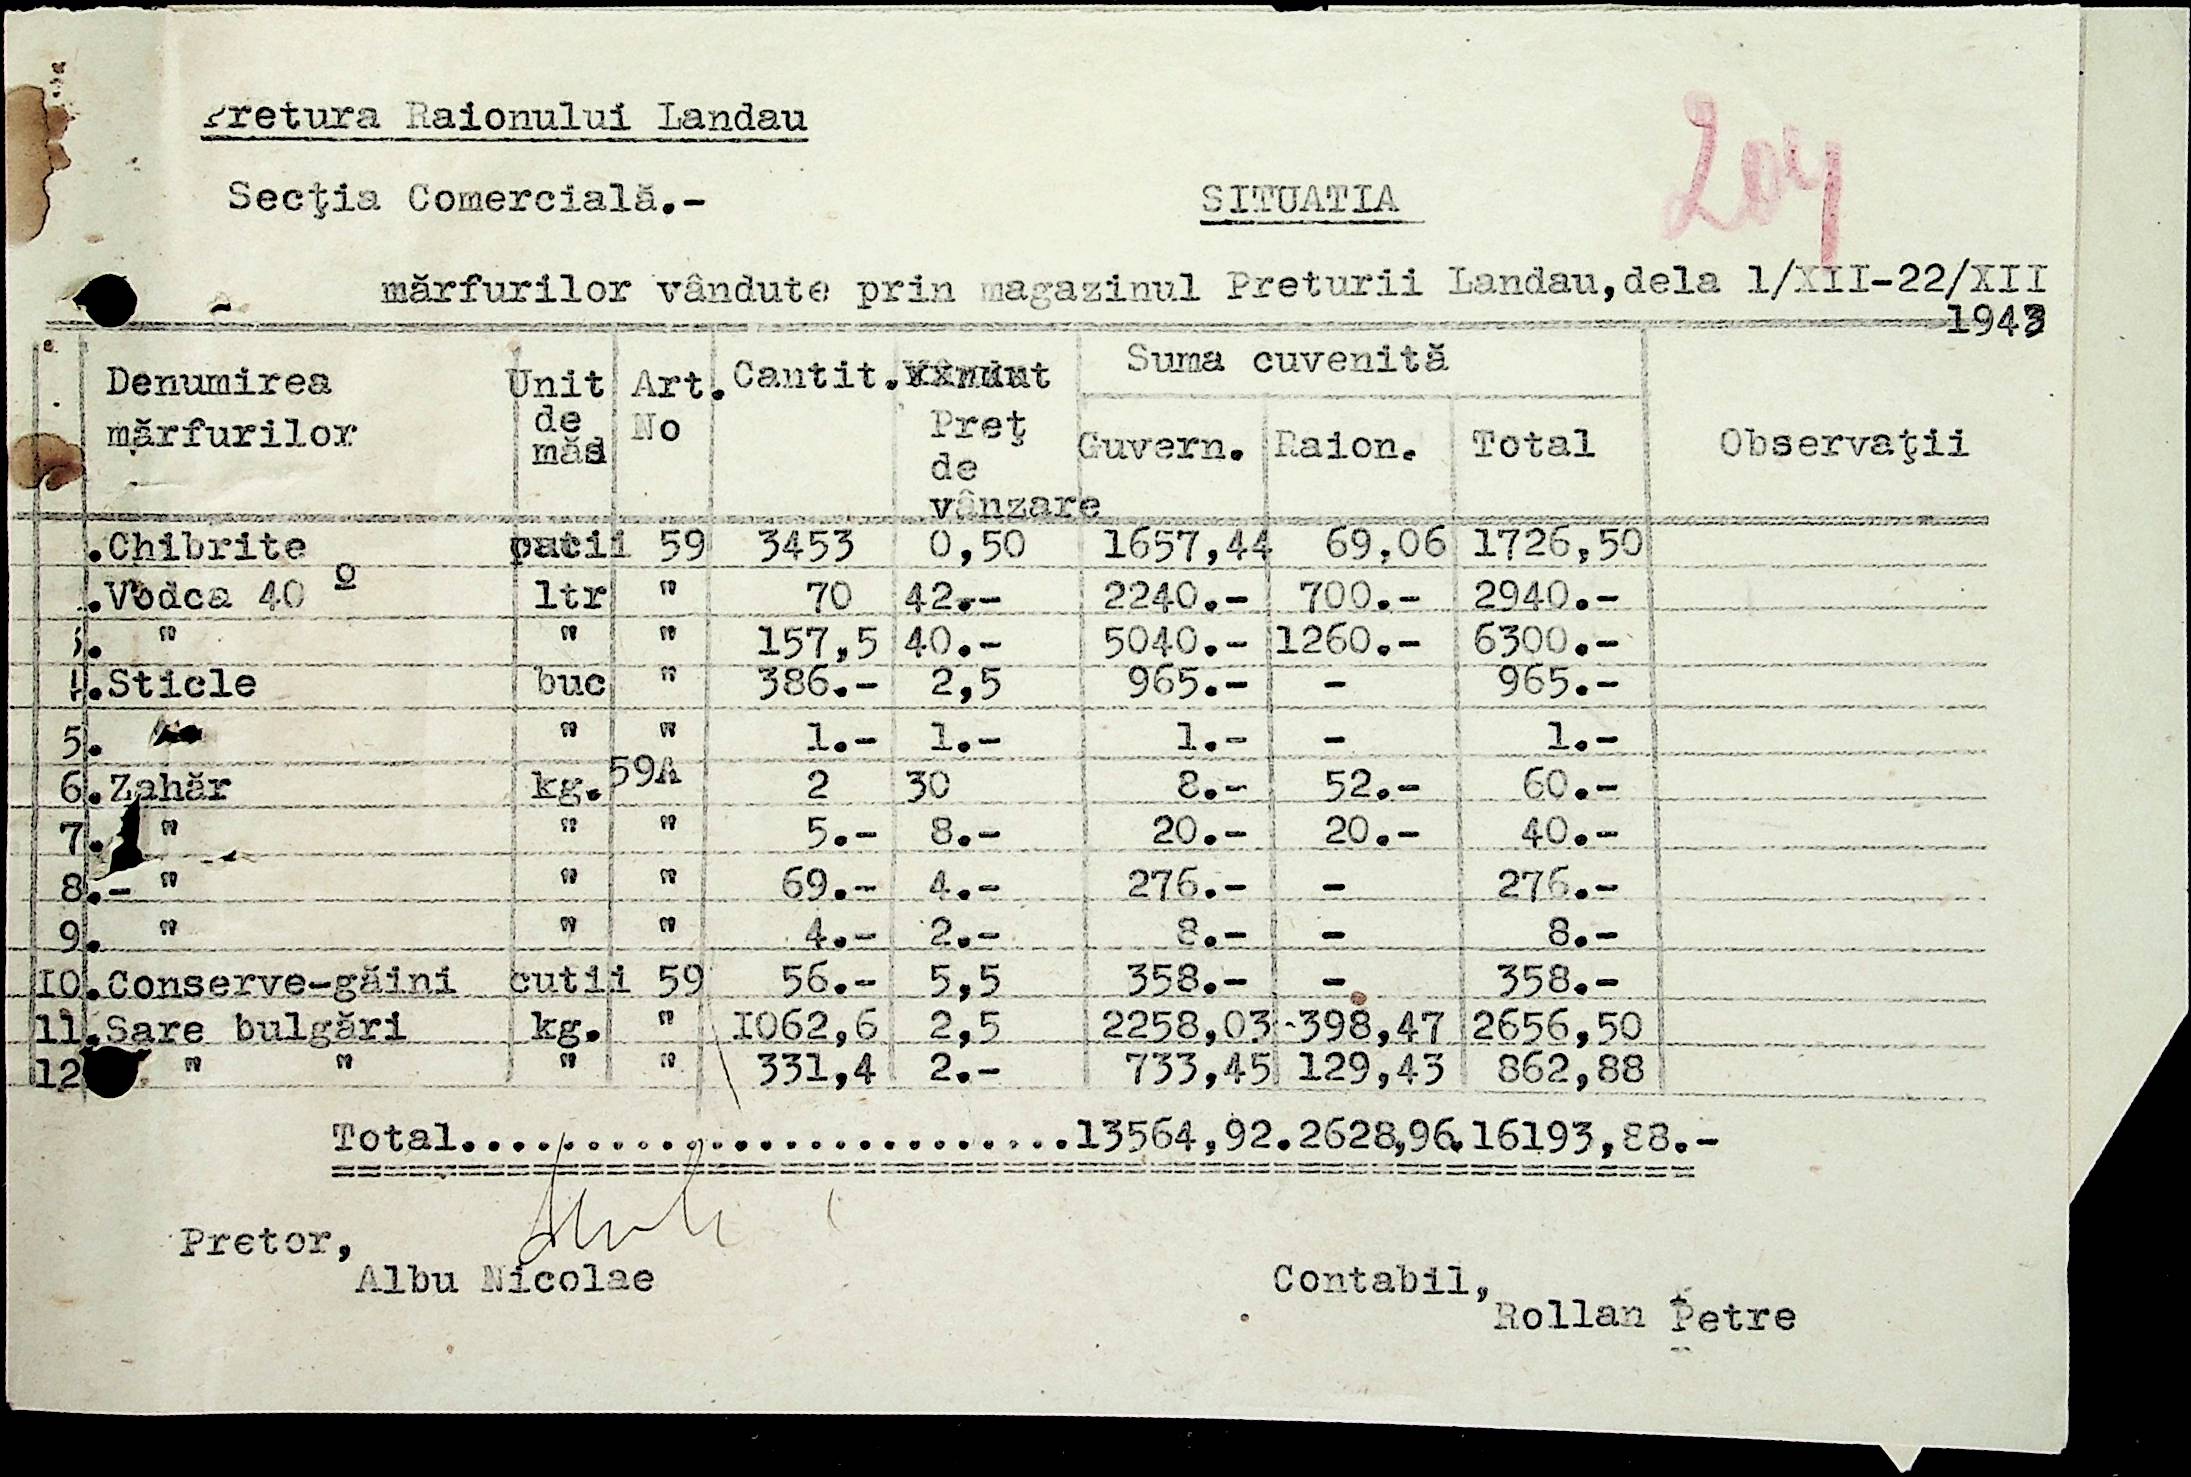 Pretura Raionului Landau
204
Secţia Comercială.-
SITUATIA
mărfurilor vândute prin magazinul Preturii Landau,dela 1/XII-22/XII
1943
Denumirea mărfurilor Unit de măs Art. No Cantit. Preţ de vânzare Suma cuvenită Guvern. Raion. Total Observaţii
.Chibrite 59 3453 0,50 1657,44 69,06 1726,50
.Vodca 40 º ltr " 70 42.- 2240.- 700.- 2940.-
. " " " 157,5 40.- 5040.- 1260.- 6300.-
.Sticle buc " 386.- 2,5 965.- - 965.-
5. " " 1.- 1.- 1.- - 1.-
6.Zahăr kg. 59A 2 30 8.- 52.- 60.-
7. " " " 5.- 8.- 20.- 20.- 40.-
8.- " " " 69.- 4.- 276.- - 276.-
9. " " " 4.- 2.- 8.- - 8.-
10.Conserve-găini cutii 59 56.- 5,5 358.- - 358.-
11.Sare bulgări kg. " 1062,6 2,5 2258,03 398,47 2656,50
12 " " " " 331,4 2.- 733,45 129,43 862,88
Total..........................13564,92.2628,96.16193,88.-
Pretor,
Albu Nicolae
Contabil,
Rollan Petre